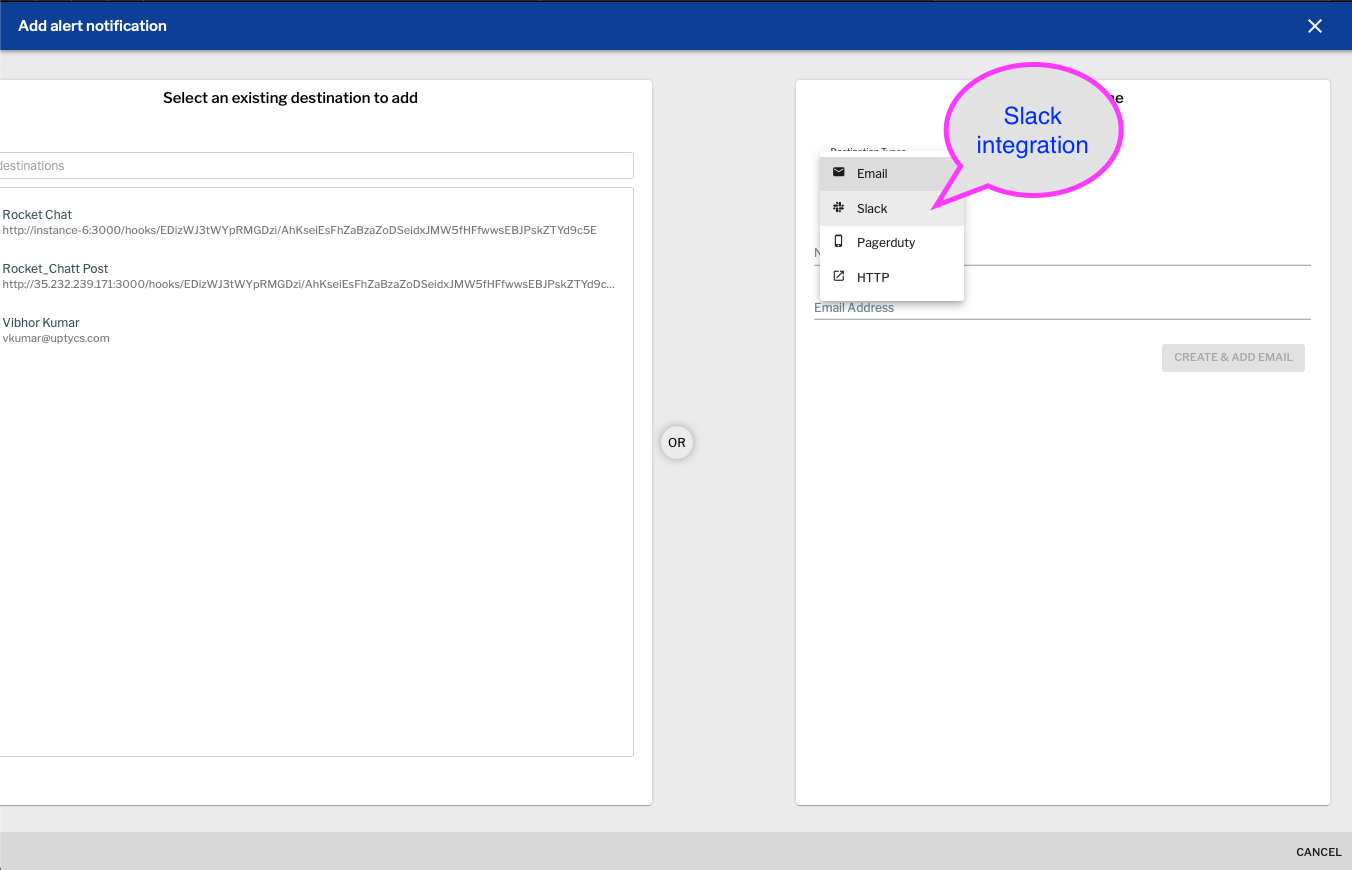 Add alert notification
Select an existing destination to add
destinations
Rocket Chat
http://instance-6:3000/hooks/EDizWJ3tWYpRMGDzi/AhKseiEsFhZaBzaZoDSeidxJMW5fHFfwwsEBJPskZTYd9c5E
Rocket_Chatt Post
http://35.232.239.171:3000/hooks/EDizWJ3tWYpRMGDzi/AhKseiEsFhZaBzaZoDSeidxJMW5fHFfwwsEBJPskZTYd9c...
Vibhor Kumar
vkumar@uptycs.com
OR
Slack
integration
Destination Types
Email
Slack
Pagerduty
HTTP
Email Address
CREATE & ADD EMAIL
CANCEL